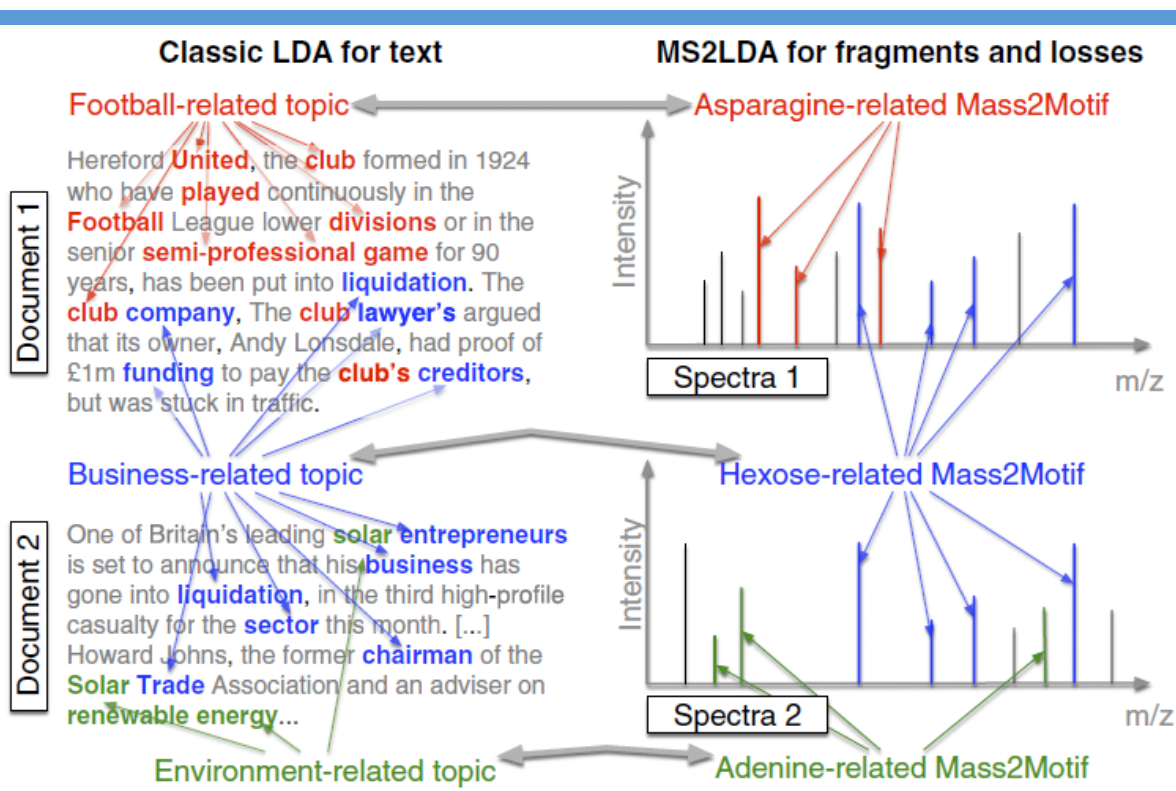 Classic LDA for text
Football-related topic
Document 1
Hereford United, the club formed in 1924
who have played continuously in the
Football League lower divisions or in the
senior semi-professional game for 90
years, has been put into liquidation. The
club company, The club lawyer's argued
that its owner, Andy Lonsdale, had proof of
£1m funding to pay the club's creditors,
but was stuck in traffic.
Business-related topic
Document 2
One of Britain's leading solar entrepreneurs
is set to announce that his business has
gone into liquidation, in the third high-profile
casualty for the sector this month. [...]
Howard Johns, the former chairman of the
Solar Trade Association and an adviser on
renewable energy...
Environment-related topic
MS2LDA for fragments and losses
Asparagine-related Mass2Motif
Intensity
Spectra 1
m/z
Hexose-related Mass2Motif
Intensity
Spectra 2
m/z
Adenine-related Mass2Motif